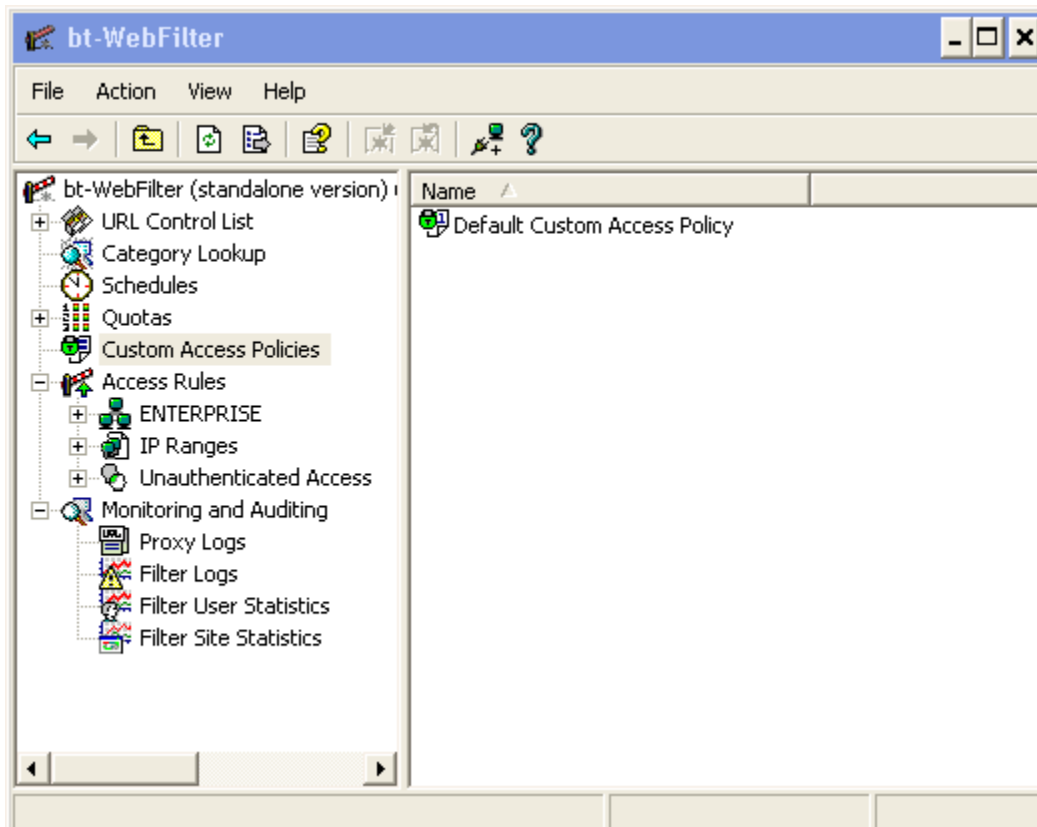 bt-WebFilter
File Action View Help
bt-WebFilter (standalone version)
Name
URL Control List
Default Custom Access Policy
Category Lookup
Schedules
Quotas
Custom Access Policies
Access Rules
ENTERPRISE
IP Ranges
Unauthenticated Access
Monitoring and Auditing
Proxy Logs
Filter Logs
Filter User Statistics
Filter Site Statistics